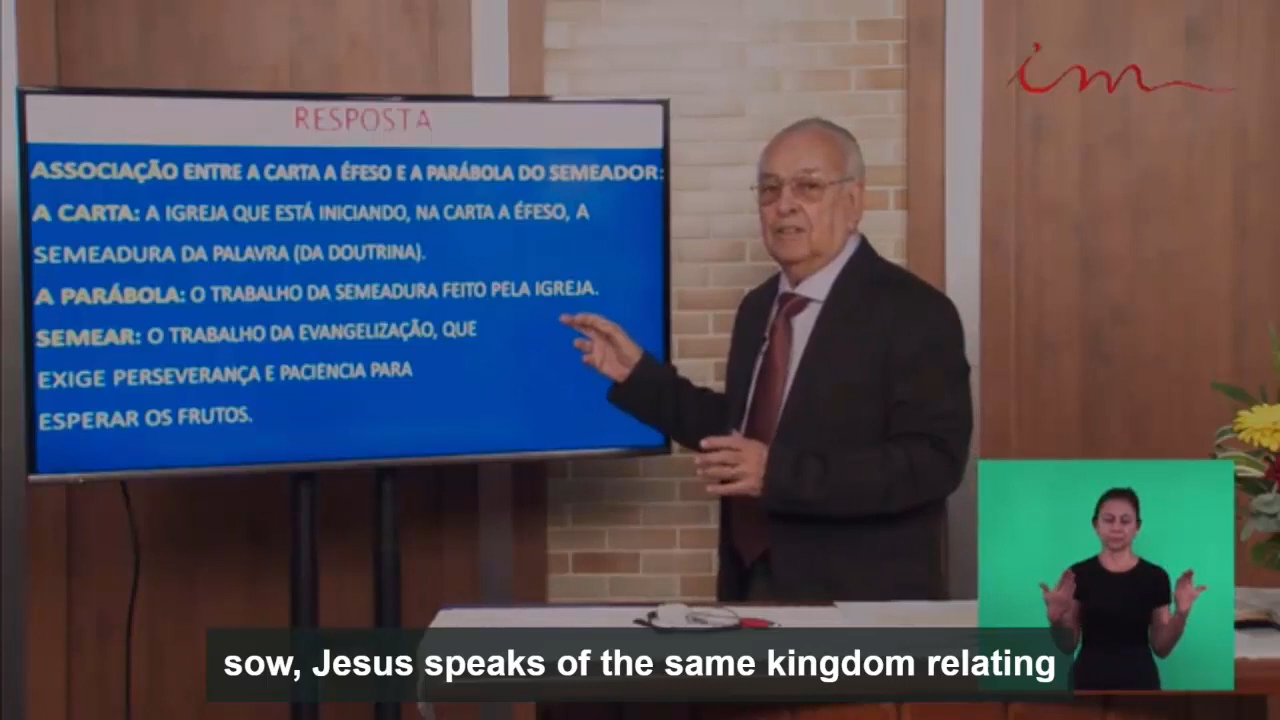 im
RESPOSTA
ASSOCIAÇÃO ENTRE A CARTA A ÉFESO E A PARÁBOLA DO SEMEADOR:
A CARTA: A IGREJA QUE ESTÁ INICIANDO, NA CARTA A ÉFESO, A
SEMEADURA DA PALAVRA (DA DOUTRINA).
A PARÁBOLA: O TRABALHO DA SEMEADURA FEITO PELA IGREJA.
SEMEAR: O TRABALHO DA EVANGELIZAÇÃO, QUE
EXIGE PERSEVERANÇA E PACIÊNCIA PARA
ESPERAR OS FRUTOS.
sow, Jesus speaks of the same kingdom relating